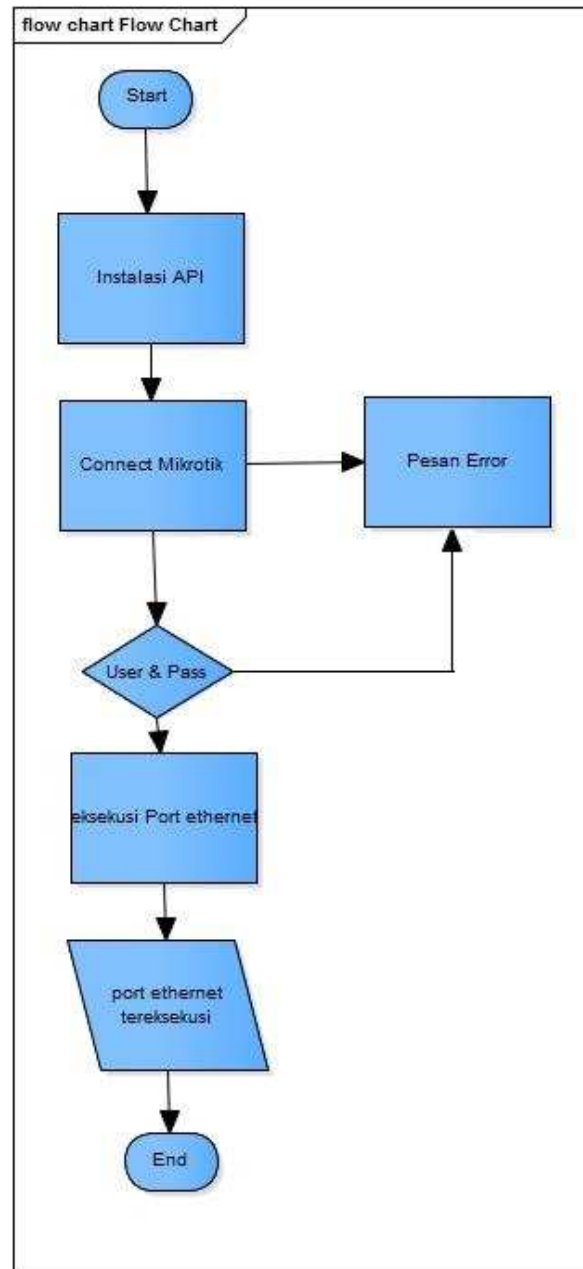 flow chart Flow Chart
Start
Instalasi API
Connect Mikrotik
Pesan Error
User & Pass
eksekusi Port ethernet
port ethernet
tereksekusi
End